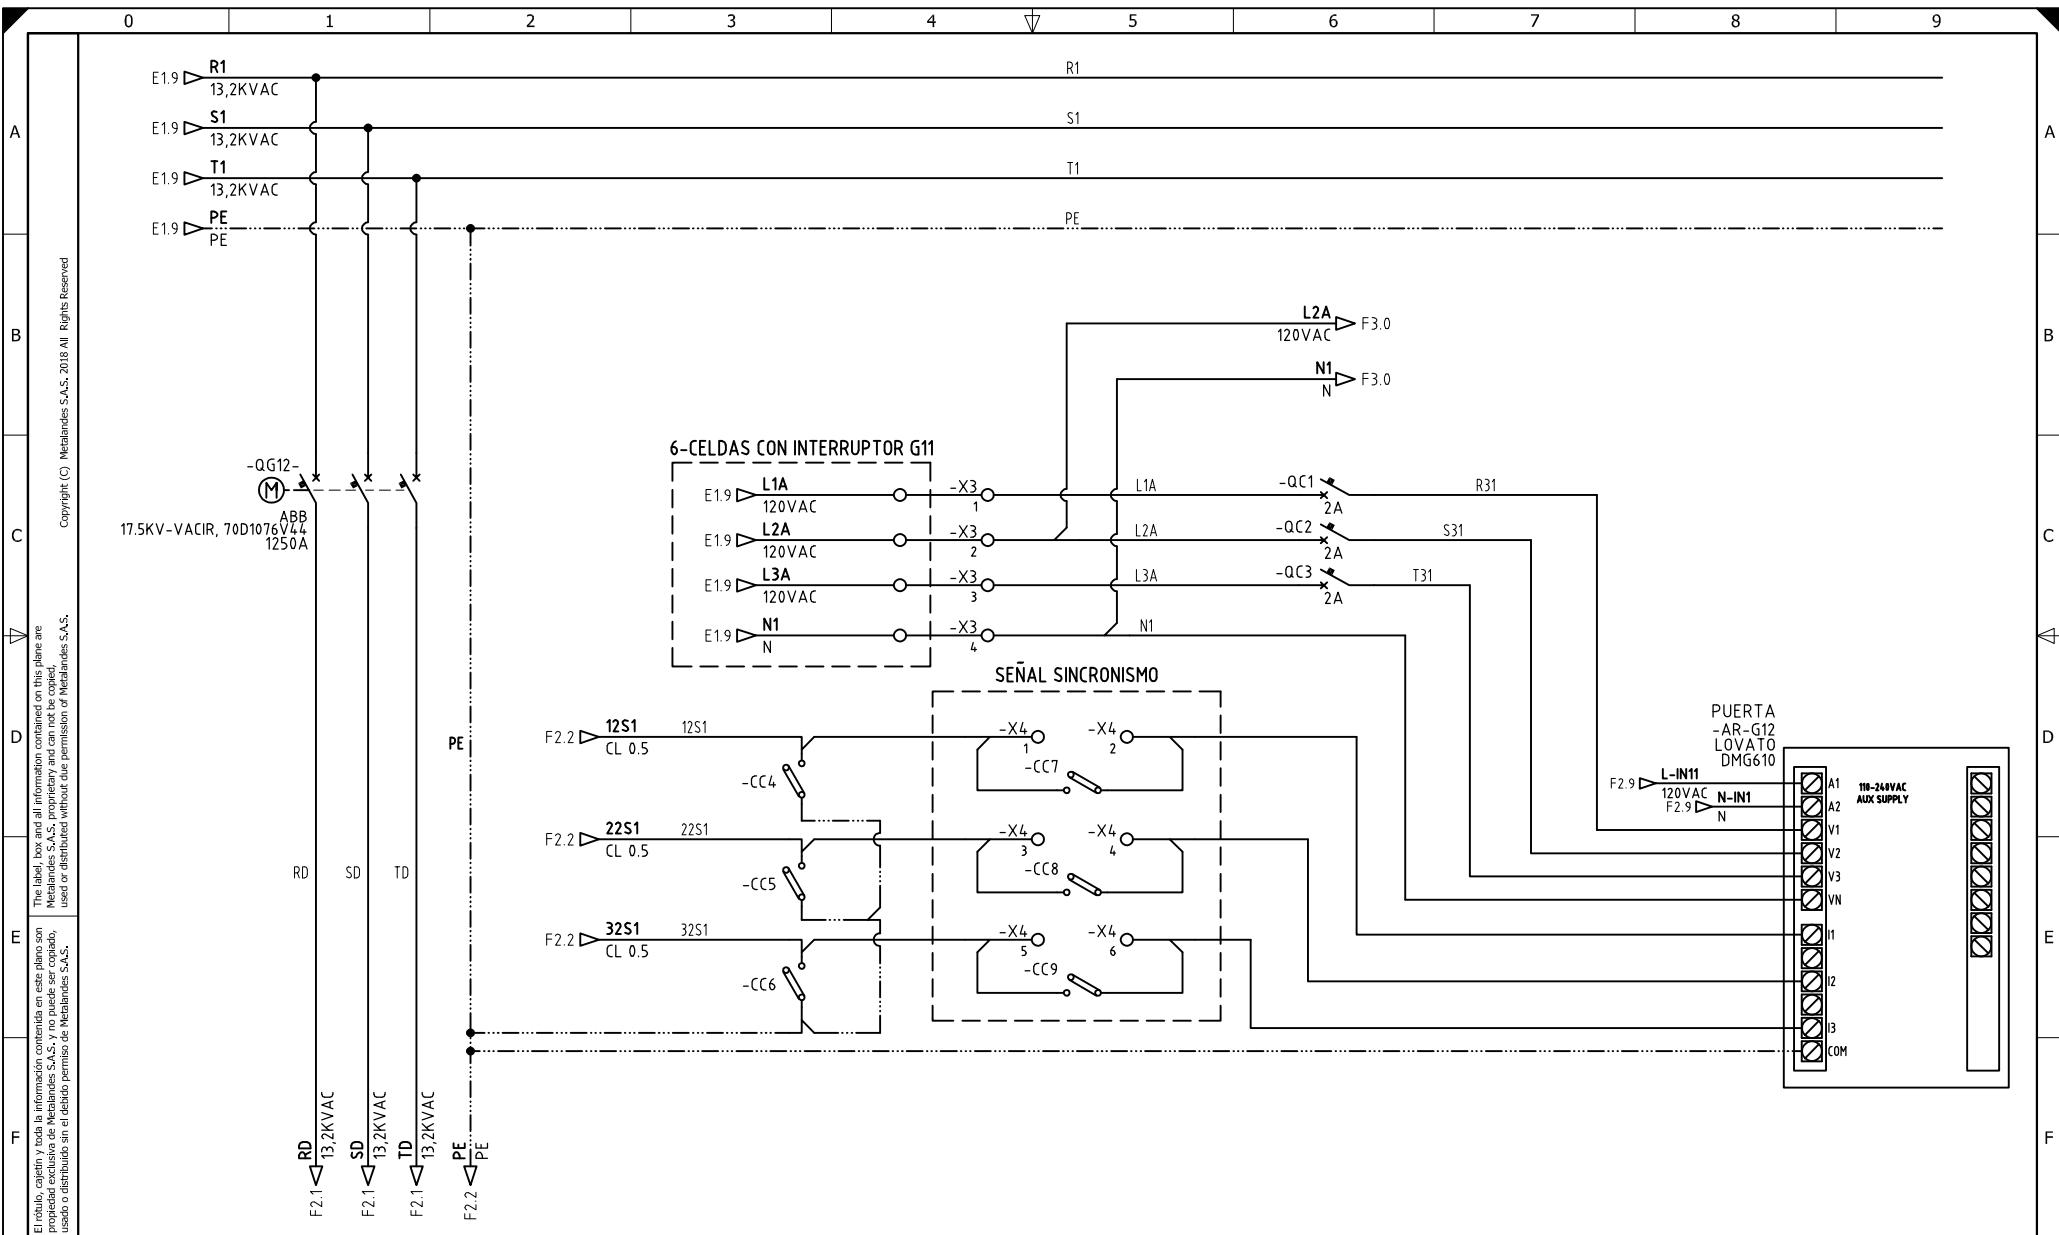 0 1 2 3 4 5 6 7 8 9
A
B
C
D
E
F
A
B
C
D
E
F
Copyright (C) Metalandes S.A.S. 2018 All Rights Reserved
The label, box and all information contained on this plane are
Metalandes S.A.S. proprietary and can not be copied,
used or distributed without due permission of Metalandes S.A.S.
El rótulo, cajetín y toda la información contenida en este plano son
propiedad exclusiva de Metalandes S.A.S. y no puede ser copiado,
usado o distribuido sin el debido permiso de Metalandes S.A.S.
E1.9 R1 R1
13,2KVAC
E1.9 S1 S1
13,2KVAC
E1.9 T1 T1
13,2KVAC
E1.9 PE PE
PE
L2A F3.0
120VAC
N1 F3.0
N
-QG12-
M
ABB
17.5KV-VACIR, 70D1076V44
1250A
6-CELDAS CON INTERRUPTOR G11
E1.9 L1A -X3 L1A -QC1 R31
120VAC 1 2A
E1.9 L2A -X3 L2A -QC2 S31
120VAC 2 2A
E1.9 L3A -X3 L3A -QC3 T31
120VAC 3 2A
E1.9 N1 -X3 N1
N 4
SEÑAL SINCRONISMO
F2.2 12S1 12S1 -X4 -X4
CL 0.5 1 2
-CC4 -CC7
PE
F2.2 22S1 22S1 -X4 -X4
CL 0.5 3 4
-CC5 -CC8
F2.2 32S1 32S1 -X4 -X4
CL 0.5 5 6
-CC6 -CC9
PUERTA
-AR-G12
LOVATO
DMG610
F2.9 L-IN11
120VAC
F2.9 N-IN1
N
110-240VAC
AUX SUPPLY
A1
A2
V1
V2
V3
VN
I1
I2
I3
COM
RD SD TD
RD 13,2KVAC F2.1
SD 13,2KVAC F2.1
TD 13,2KVAC F2.1
PE PE F2.2